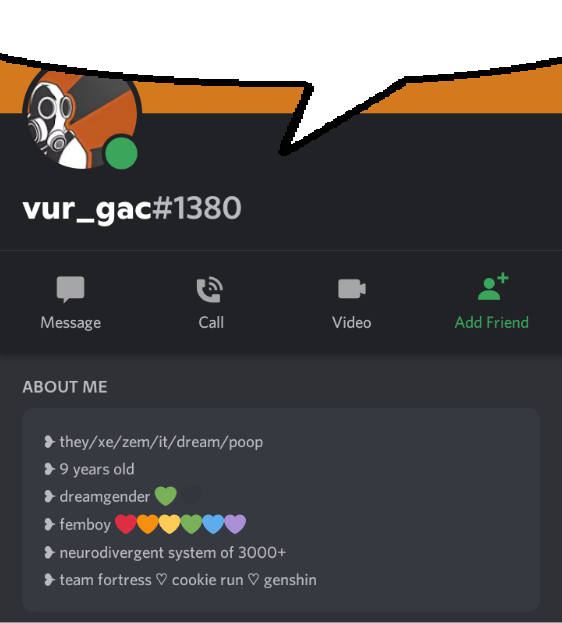 vur_gac#1380
Message Call Video Add Friend
ABOUT ME
❥ they/xe/zem/it/dream/poop
❥ 9 years old
❥ dreamgender 💚🖤
❥ femboy ❤️🧡💛💚💙💜
❥ neurodivergent system of 3000+
❥ team fortress ♡ cookie run ♡ genshin